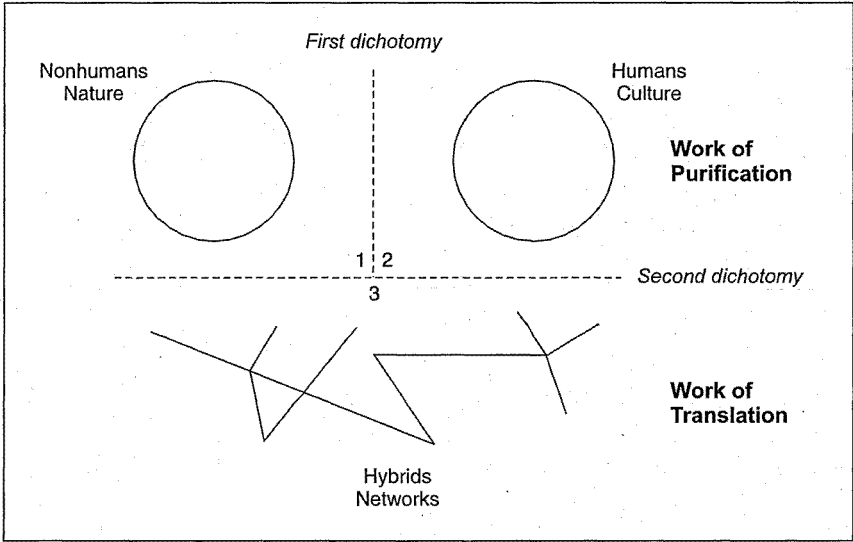 First dichotomy
Nonhumans
Nature
Humans
Culture
Work of
Purification
1 2
Second dichotomy
3
Work of
Translation
Hybrids
Networks